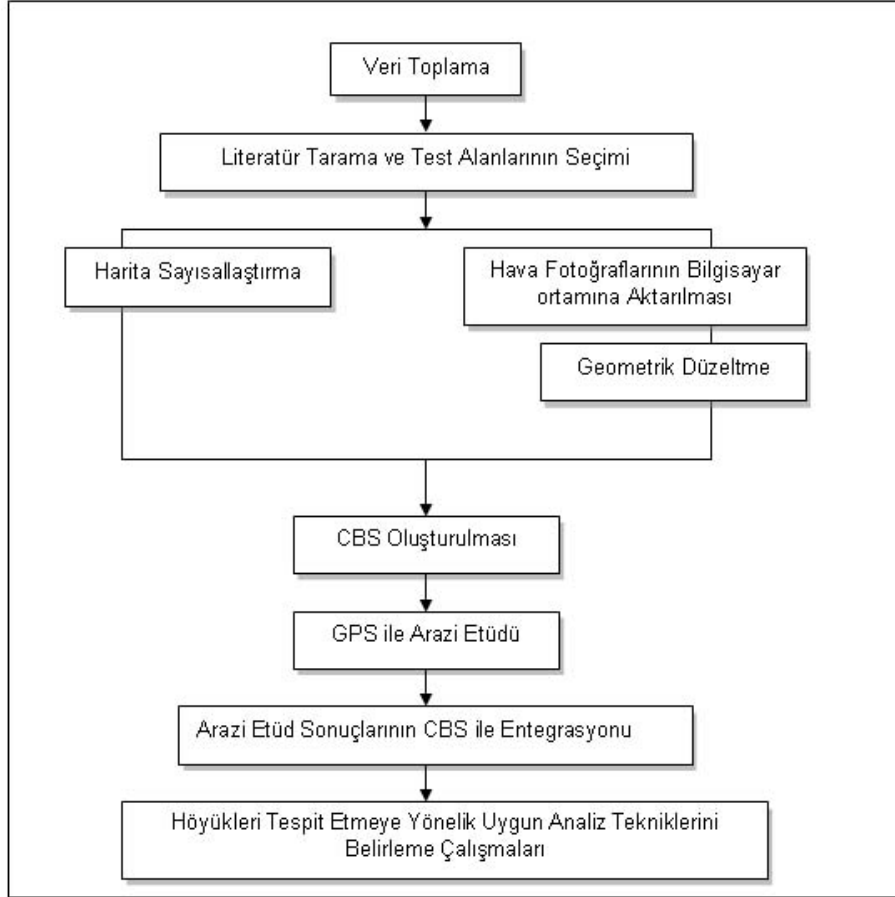 Veri Toplama
Literatür Tarama ve Test Alanlarının Seçimi
Harita Sayısallaştırma
Hava Fotoğraflarının Bilgisayar
ortamına Aktarılması
Geometrik Düzeltme
CBS Oluşturulması
GPS ile Arazi Etüdü
Arazi Etüd Sonuçlarının CBS ile Entegrasyonu
Höyükleri Tespit Etmeye Yönelik Uygun Analiz Tekniklerini
Belirleme Çalışmaları